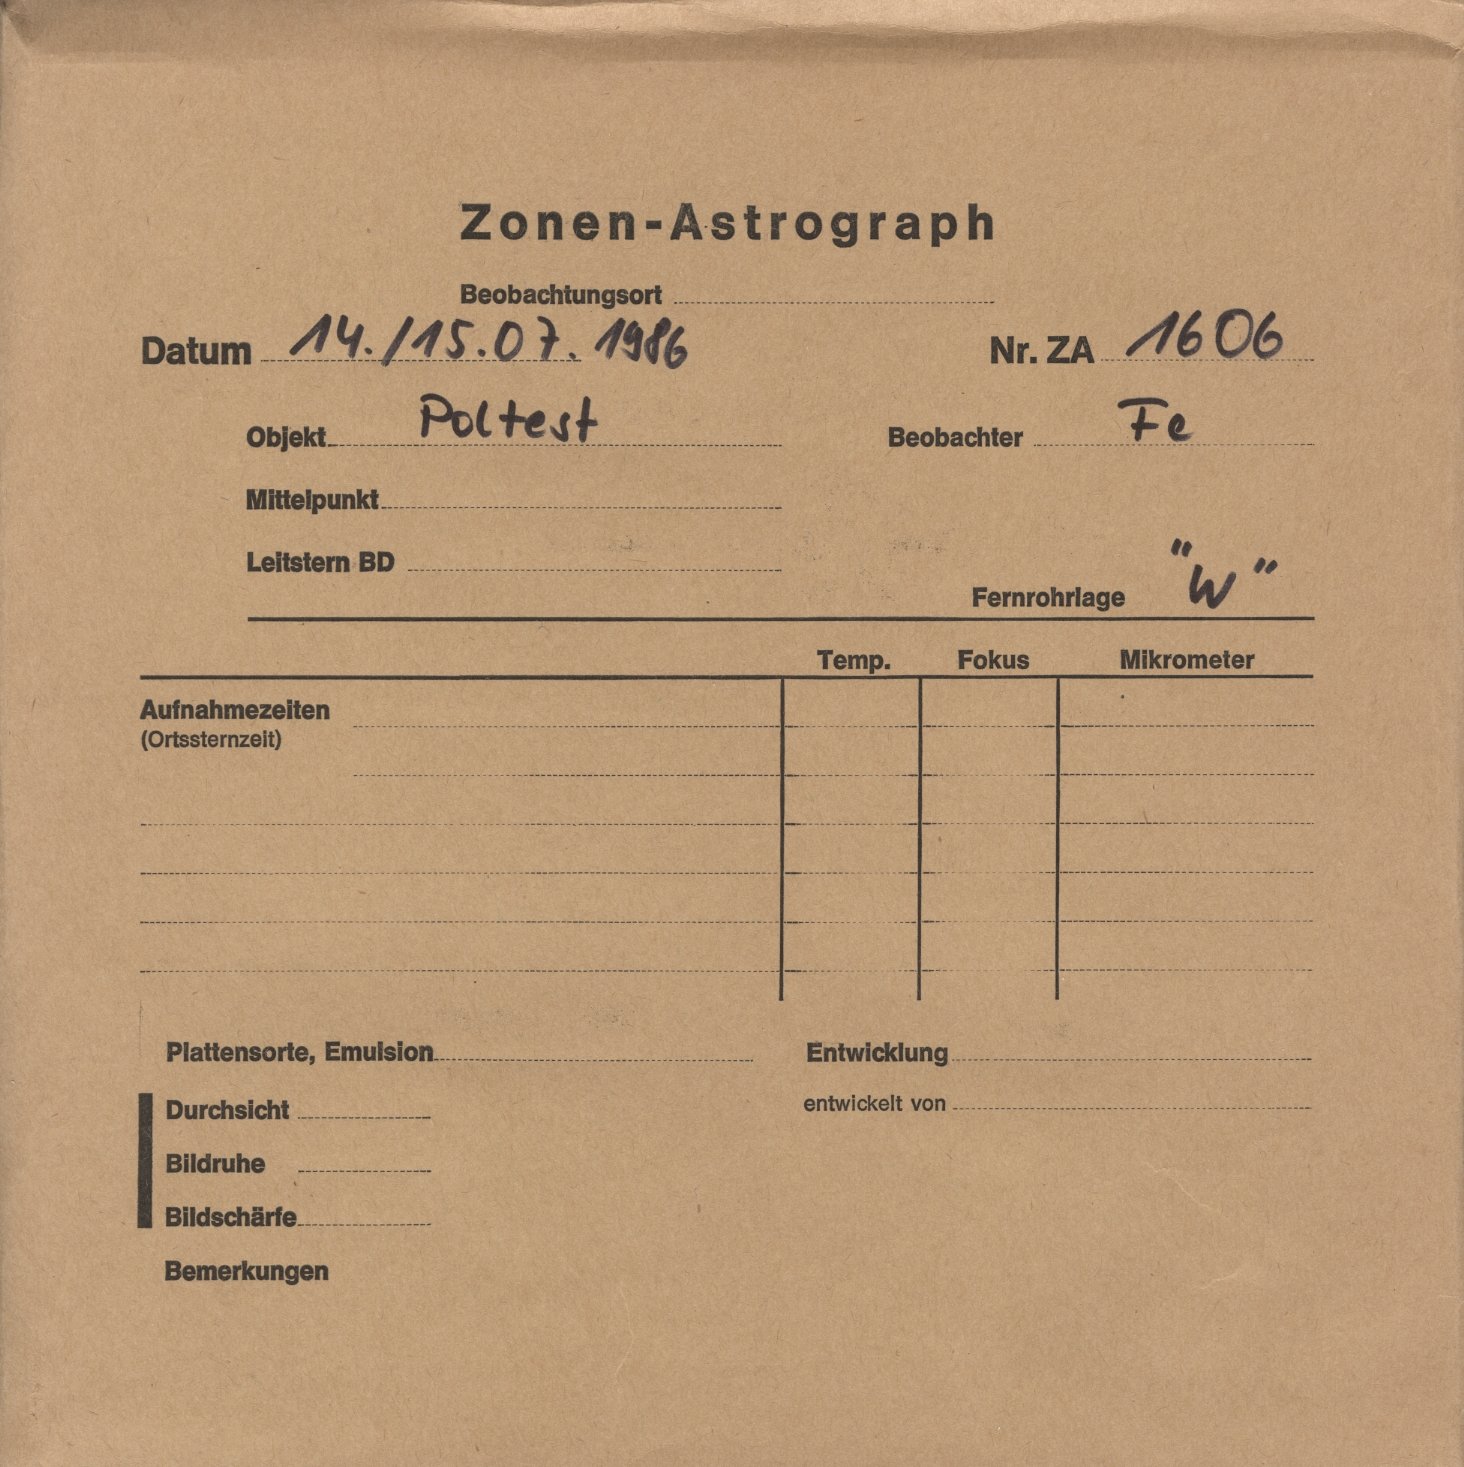 Zonen-Astrograph
Beobachtungsort
Datum 14./15.07.1986 Nr. ZA 1606
Objekt Poltest Beobachter Fe
Mittelpunkt
Leitstern BD
Fernrohrlage "W"
Temp. Fokus Mikrometer
Aufnahmezeiten
(Ortssternzeit)
Plattensorte, Emulsion Entwicklung
Durchsicht entwickelt von
Bildruhe
Bildschärfe
Bemerkungen